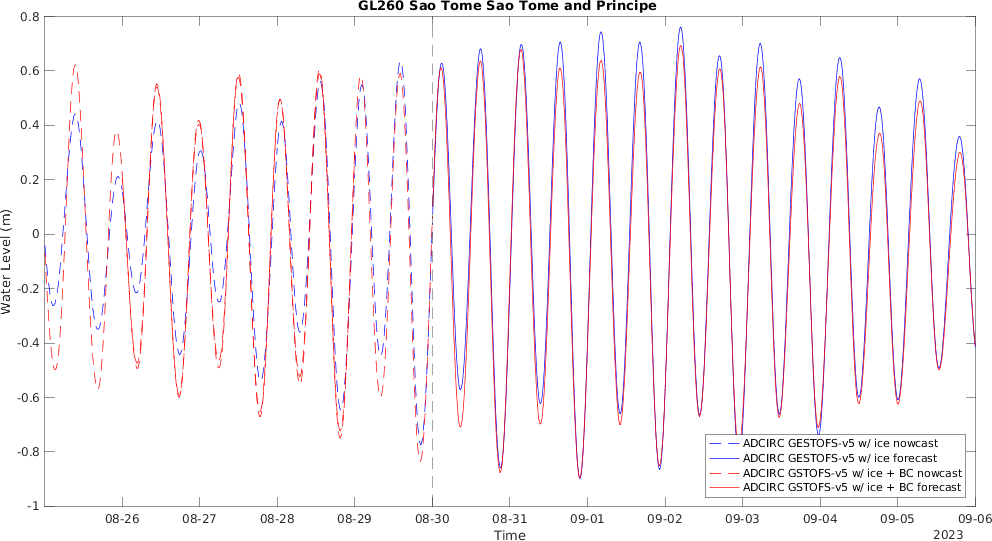 GL260 Sao Tome Sao Tome and Principe
Water Level (m)
0.8
0.6
0.4
0.2
0
-0.2
-0.4
-0.6
-0.8
-1
ADCIRC GESTOFS-v5 w/ ice nowcast
ADCIRC GESTOFS-v5 w/ ice forecast
ADCIRC GSTOFS-v5 w/ ice + BC nowcast
ADCIRC GSTOFS-v5 w/ ice + BC forecast
08-26 08-27 08-28 08-29 08-30 08-31 09-01 09-02 09-03 09-04 09-05 09-06
Time
2023